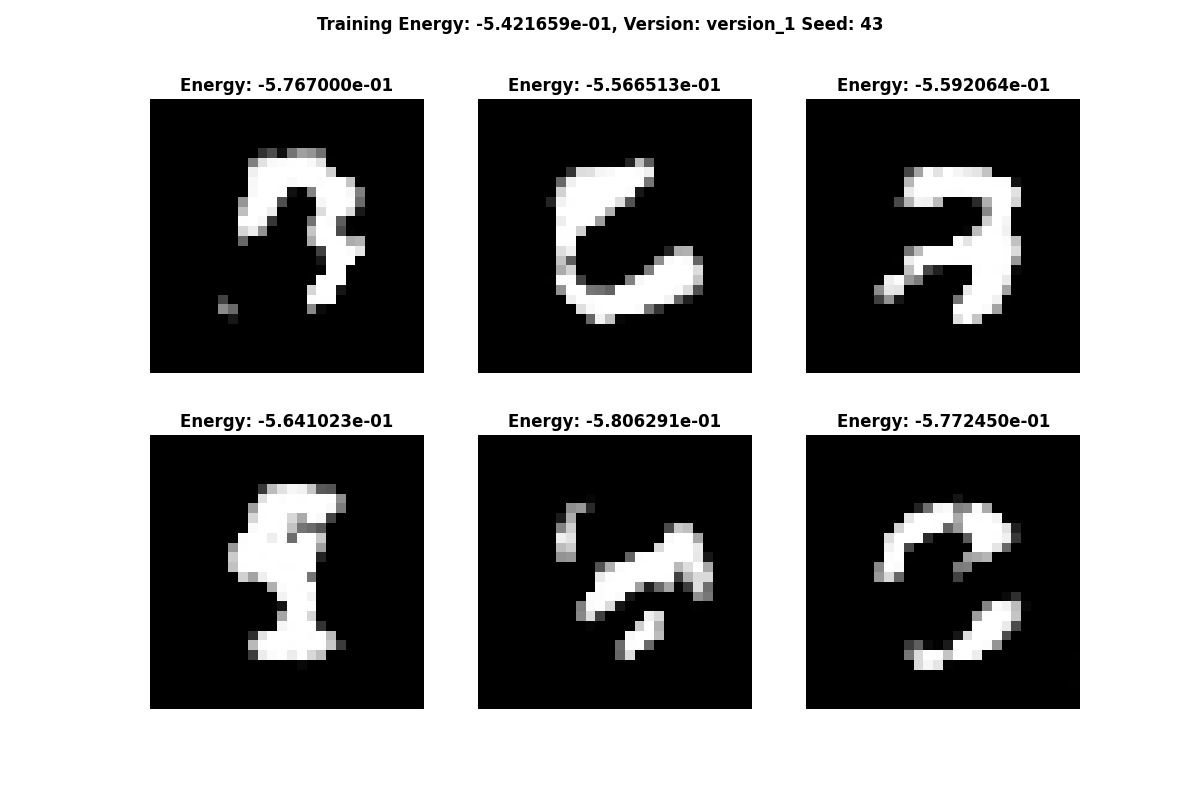 Training Energy: -5.421659e-01, Version: version_1 Seed: 43
Energy: -5.767000e-01
Energy: -5.566513e-01
Energy: -5.592064e-01
Energy: -5.641023e-01
Energy: -5.806291e-01
Energy: -5.772450e-01